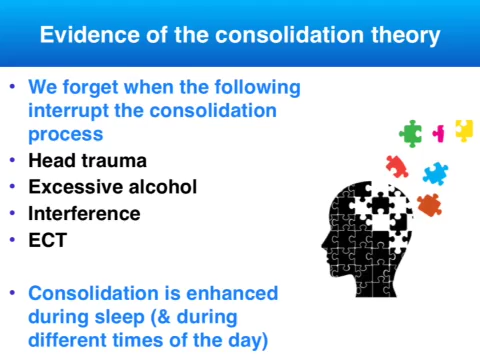 Evidence of the consolidation theory
• We forget when the following
interrupt the consolidation
process
• Head trauma
• Excessive alcohol
• Interference
• ECT
• Consolidation is enhanced
during sleep (& during
different times of the day)